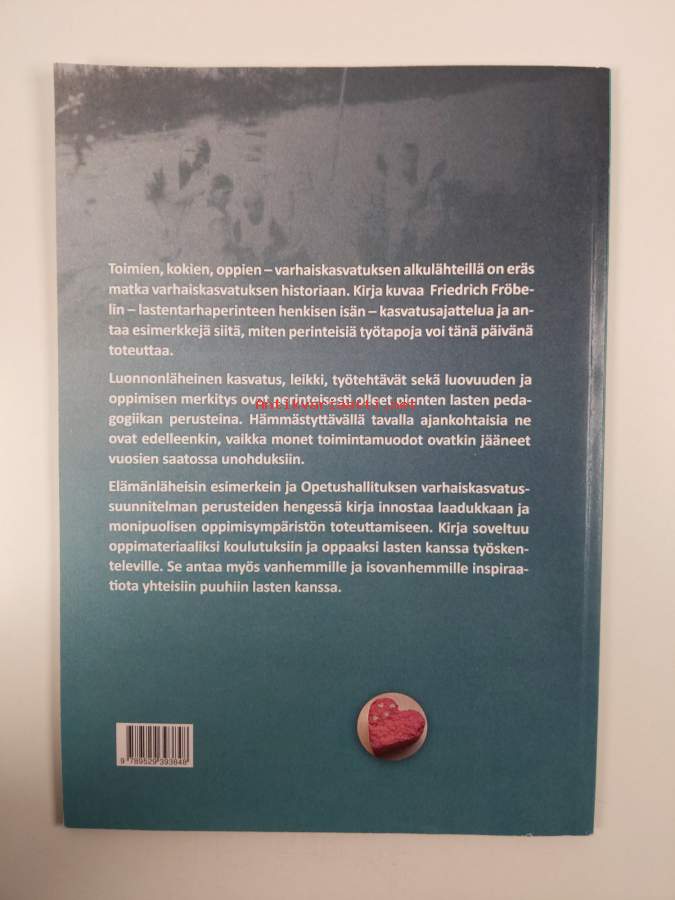 Toimien, kokien, oppien – varhaiskasvatuksen alkulähteillä on eräs
matka varhaiskasvatuksen historiaan. Kirja kuvaa Friedrich Fröbe-
lin – lastentarhaperinteen henkisen isän – kasvatusajattelua ja an-
taa esimerkkejä siitä, miten perinteisiä työtapoja voi tänä päivänä
toteuttaa.
Luonnonläheinen kasvatus, leikki, työtehtävät sekä luovuuden ja
oppimisen merkitys ovat perinteisesti olleet pienten lasten peda-
Antikvariaatti.net
gogiikan perusteina. Hämmästyttävällä tavalla ajankohtaisia ne
ovat edelleenkin, vaikka monet toimintamuodot ovatkin jääneet
vuosien saatossa unohduksiin.
Elämänläheisin esimerkein ja Opetushallituksen varhaiskasvatus-
suunnitelman perusteiden hengessä kirja innostaa laadukkaan ja
monipuolisen oppimisympäristön toteuttamiseen. Kirja soveltuu
oppimateriaaliksi koulutuksiin ja oppaaksi lasten kanssa työsken-
televille. Se antaa myös vanhemmille ja isovanhemmille inspiraa-
tiota yhteisiin puuhiin lasten kanssa.
9 789529 393848